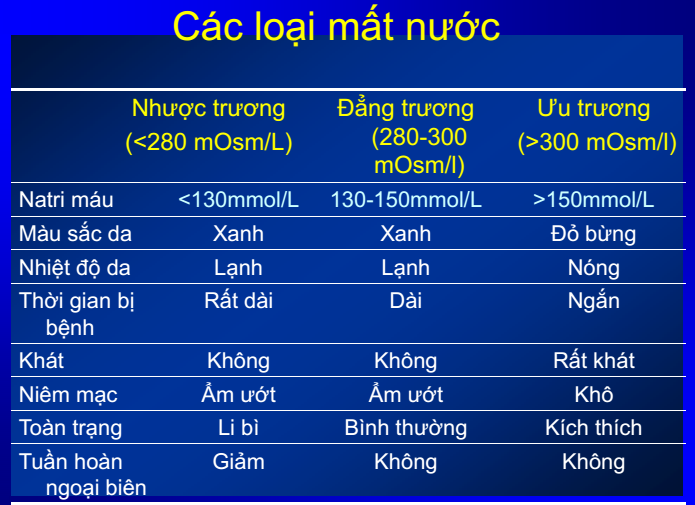 Các loại mất nước
Nhược trương Đẳng trương Ưu trương
(<280 mOsm/L) (280-300 mOsm/l) (>300 mOsm/l)
Natri máu <130mmol/L 130-150mmol/L >150mmol/L
Màu sắc da Xanh Xanh Đỏ bừng
Nhiệt độ da Lạnh Lạnh Nóng
Thời gian bị bệnh Rất dài Dài Ngắn
Khát Không Không Rất khát
Niêm mạc Ẩm ướt Ẩm ướt Khô
Toàn trạng Li bì Bình thường Kích thích
Tuần hoàn ngoại biên Giảm Không Không